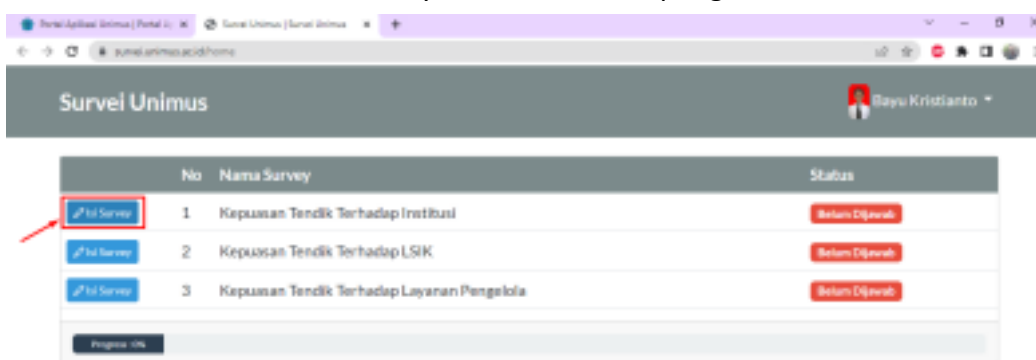 Portal Aplikasi Unimus | Portal
Survei Unimus | Survei Unimus
survei.unimus.ac.id/home
Survei Unimus
Bayu Kristianto
No Nama Survey Status
Isi Survey 1 Kepuasan Tendik Terhadap Institusi Belum Dijawab
Isi Survey 2 Kepuasan Tendik Terhadap LSIK Belum Dijawab
Isi Survey 3 Kepuasan Tendik Terhadap Layanan Pengelola Belum Dijawab
Progress 0%